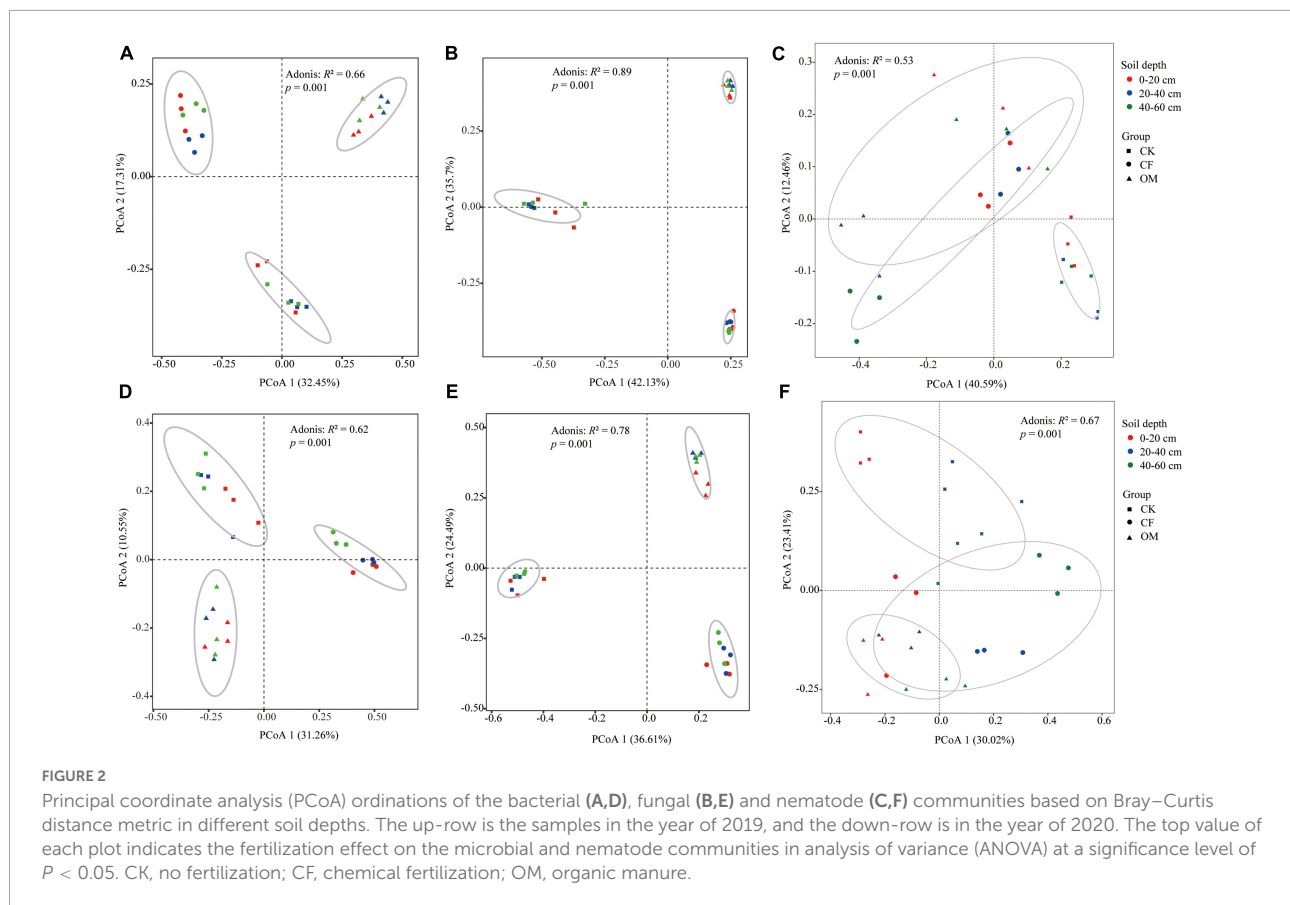 A
Adonis: R² = 0.66
p = 0.001
0.25
0.00
-0.25
PCoA 2 (17.31%)
-0.50
-0.25
0.00
0.25
0.50
PCoA 1 (32.45%)
B
Adonis: R² = 0.89
p = 0.001
0.25
0.00
-0.25
PCoA 2 (35.7%)
-0.50
-0.25
0.00
0.25
PCoA 1 (42.13%)
C
Adonis: R² = 0.53
p = 0.001
0.3
0.2
0.1
0.0
-0.1
-0.2
PCoA 2 (12.46%)
-0.4
-0.2
0.0
0.2
PCoA 1 (40.59%)
Soil depth
0-20 cm
20-40 cm
40-60 cm
Group
CK
CF
OM
D
Adonis: R² = 0.62
p = 0.001
0.4
0.2
0.0
-0.2
-0.4
PCoA 2 (10.55%)
-0.50
-0.25
0.00
0.25
0.50
PCoA 1 (31.26%)
E
Adonis: R² = 0.78
p = 0.001
0.50
0.25
0.00
-0.25
-0.50
PCoA 2 (24.49%)
-0.6
-0.4
0.0
0.2
PCoA 1 (36.61%)
F
Adonis: R² = 0.67
p = 0.001
0.25
0.00
-0.25
PCoA 2 (23.41%)
-0.4
-0.2
0.0
0.2
0.4
0.6
PCoA 1 (30.02%)
Soil depth
0-20 cm
20-40 cm
40-60 cm
Group
CK
CF
OM
FIGURE 2
Principal coordinate analysis (PCoA) ordinations of the bacterial (A,D), fungal (B,E) and nematode (C,F) communities based on Bray–Curtis
distance metric in different soil depths. The up-row is the samples in the year of 2019, and the down-row is in the year of 2020. The top value of
each plot indicates the fertilization effect on the microbial and nematode communities in analysis of variance (ANOVA) at a significance level of
P < 0.05. CK, no fertilization; CF, chemical fertilization; OM, organic manure.